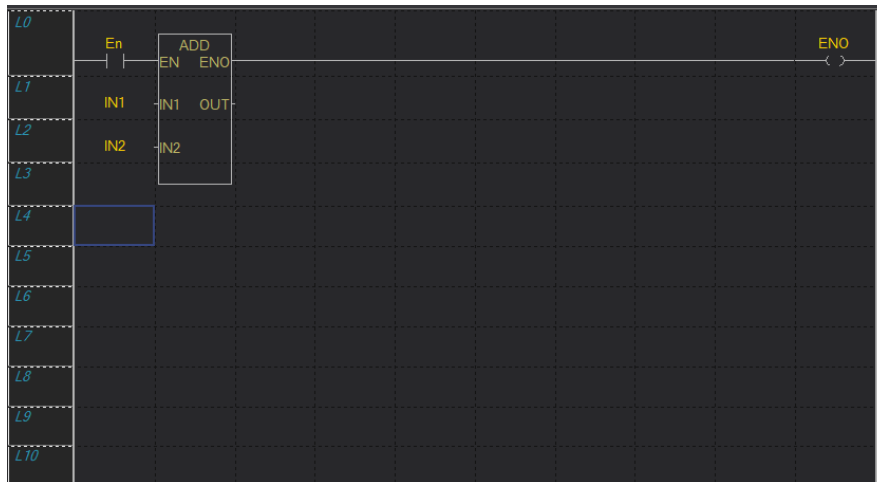 L0
En ADD ENO
EN ENO
L1
IN1 IN1 OUT
L2
IN2 IN2
L3
L4
L5
L6
L7
L8
L9
L10